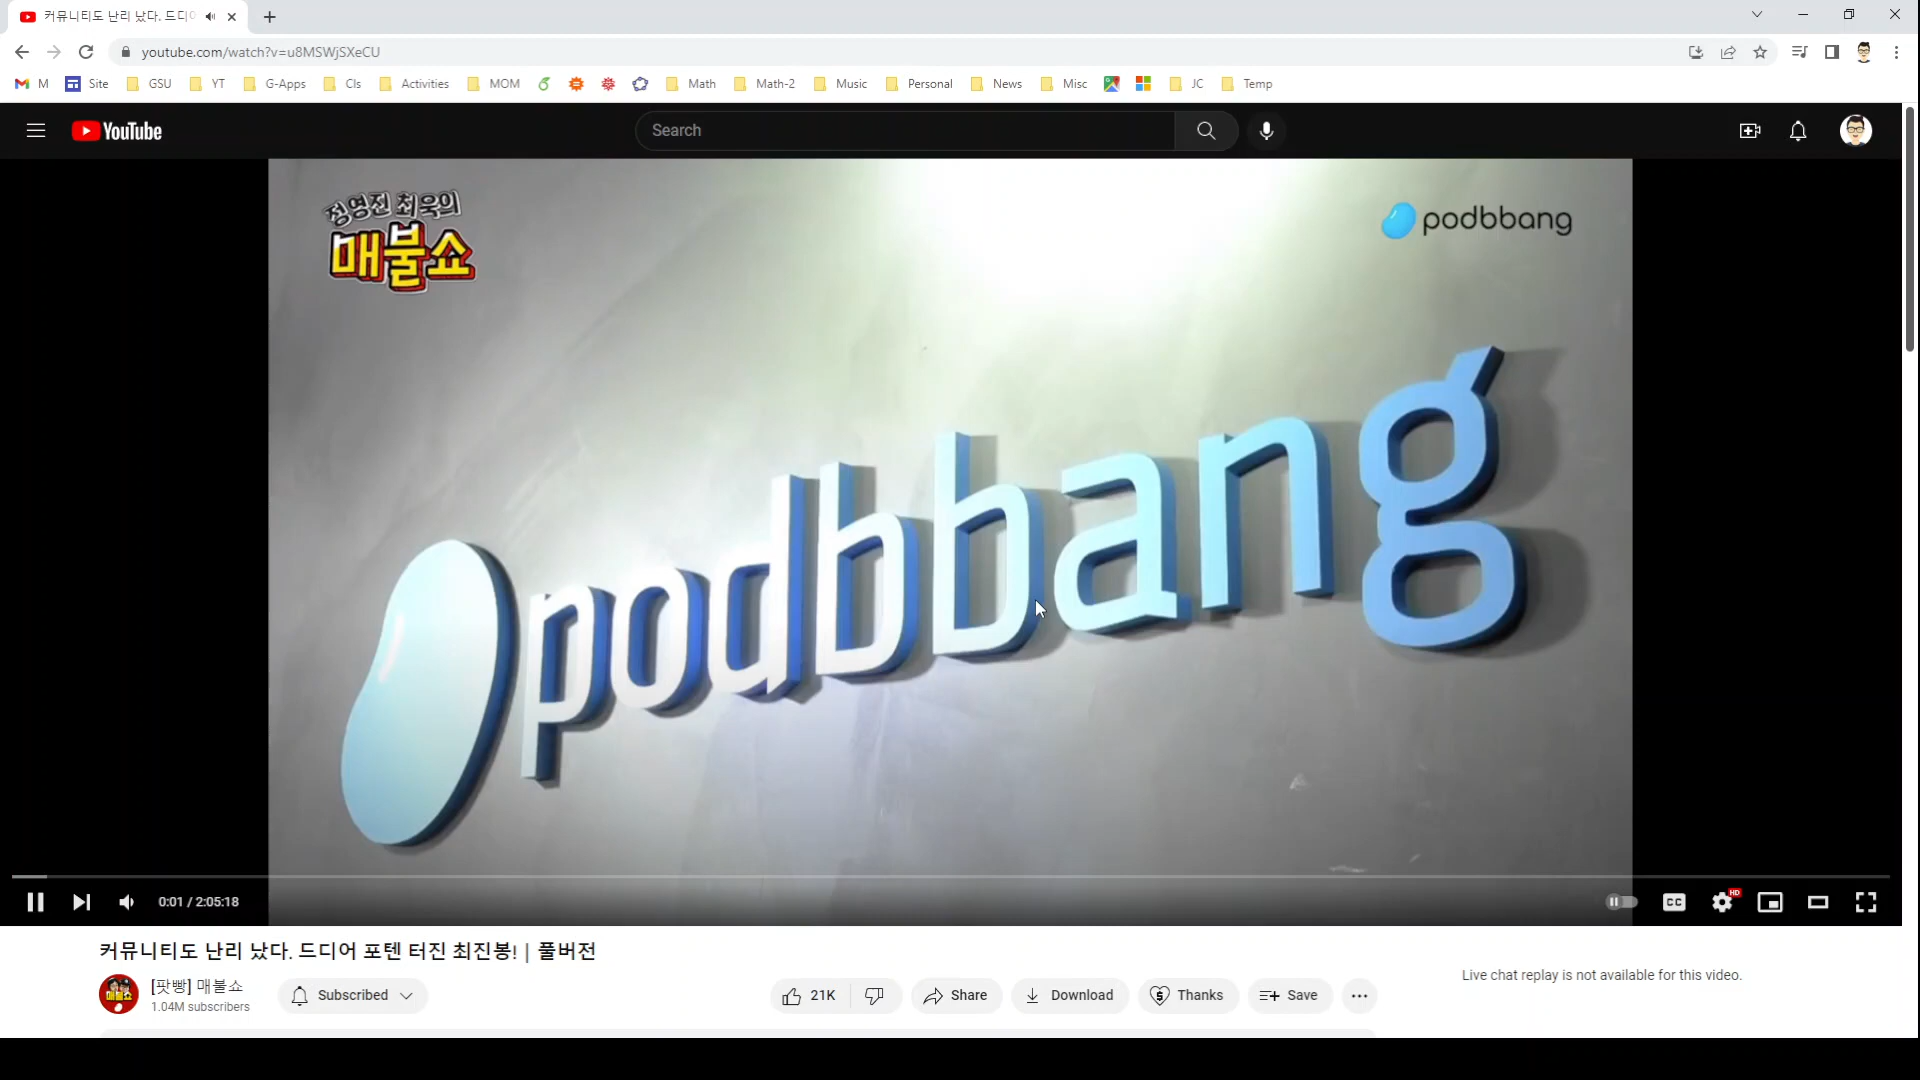 커뮤니티도 난리 났다. 드디어
youtube.com/watch?v=u8MSWjSXeCU
M Site GSU YT G-Apps Cls Activities MOM Math Math-2 Music Personal News Misc JC Temp
YouTube
Search
정영진 최욱의
매불쇼
podbbang
podbbang
0:01 / 2:05:18
CC
HD
커뮤니티도 난리 났다. 드디어 포텐 터진 최진봉! | 풀버전
[팟빵] 매불쇼
1.04M subscribers
Subscribed
21K
Share
Download
Thanks
Save
Live chat replay is not available for this video.